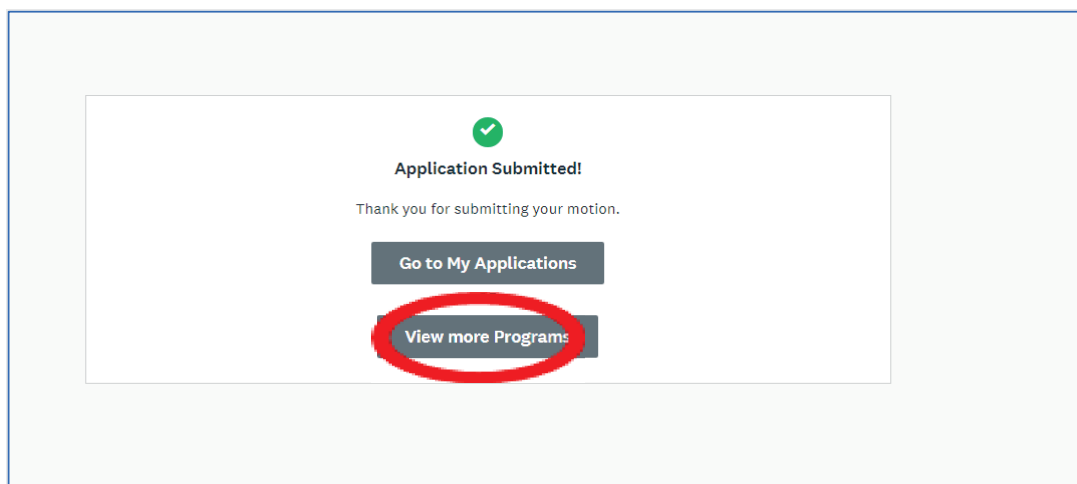 Application Submitted!
Thank you for submitting your motion.
Go to My Applications
View more Programs